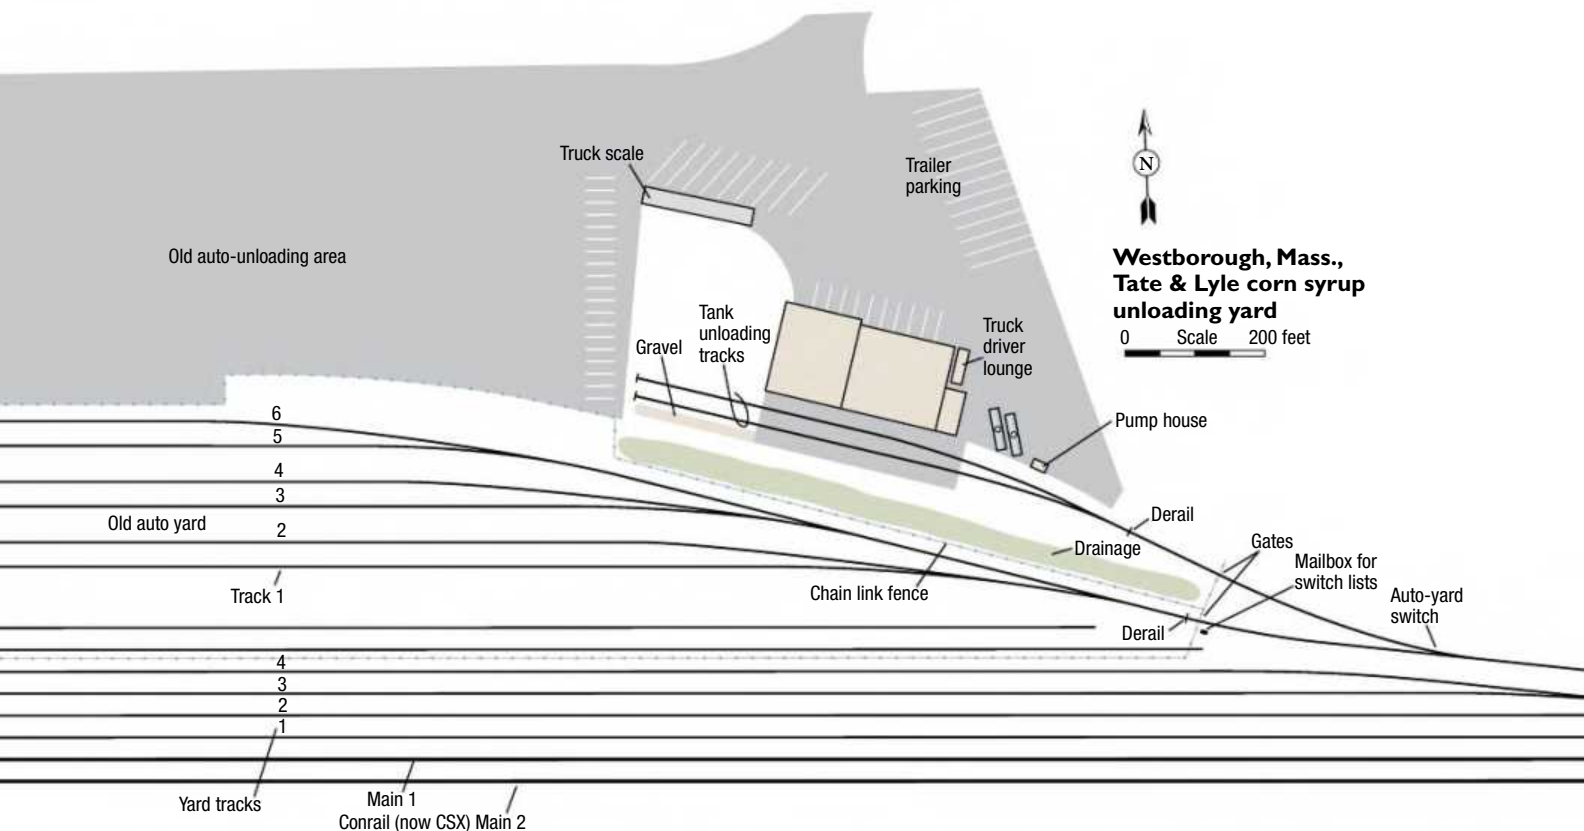 Truck scale
Trailer
parking
N
Old auto-unloading area
Westborough, Mass.,
Tate & Lyle corn syrup
unloading yard
0 Scale 200 feet
Tank
unloading
tracks
Gravel
Truck
driver
lounge
Pump house
6
5
4
3
2
Old auto yard
Track 1
Derail
Drainage
Gates
Mailbox for
switch lists
Auto-yard
switch
Chain link fence
Derail
4
3
2
1
Yard tracks
Main 1
Conrail (now CSX) Main 2